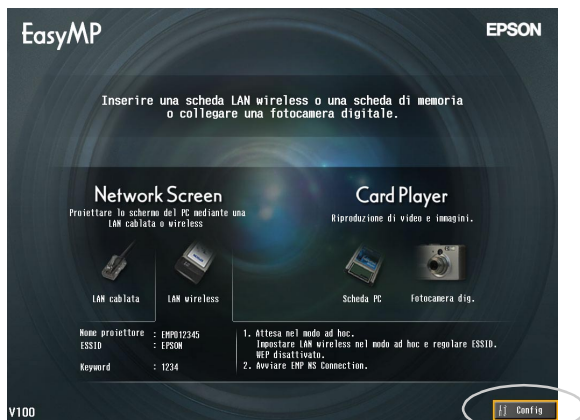 EasyMP
EPSON
Inserire una scheda LAN wireless o una scheda di memoria
o collegare una fotocamera digitale.
Network Screen
Proiettare lo schermo del PC mediante una
LAN cablata o wireless
LAN cablata
LAN wireless
Card Player
Riproduzione di video e immagini.
Scheda PC
Fotocamera dig.
Nome proiettore : EMP012345
ESSID : EPSON
Keyword : 1234
1. Attesa nel modo ad hoc.
Impostare LAN wireless nel modo ad hoc e regolare ESSID.
WEP disattivato.
2. Avviare EMP NS Connection.
V100
Config